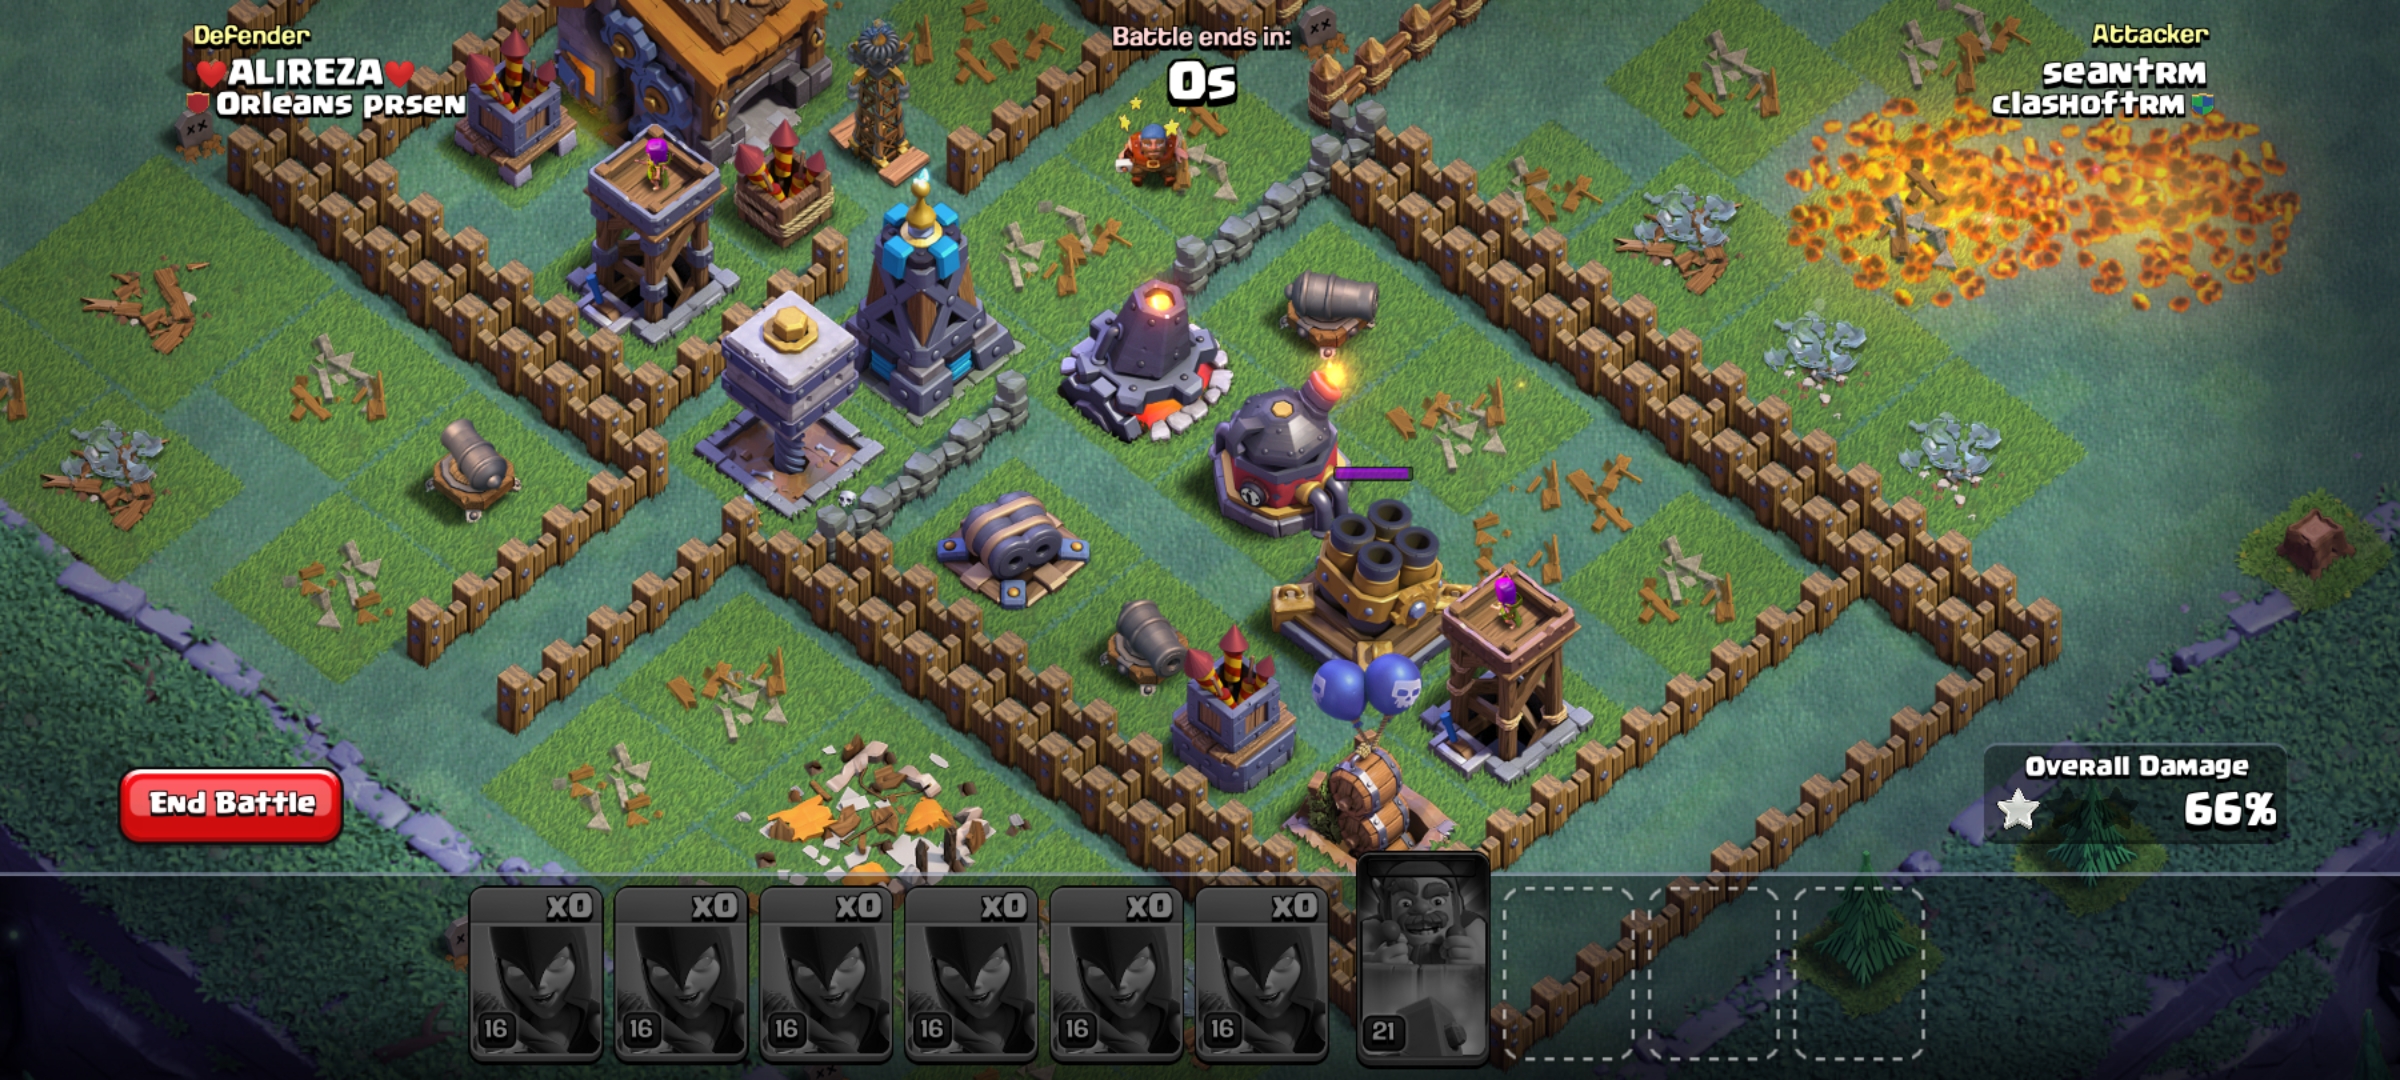 Defender
❤ALIREZA❤
Orleans prsen
Battle ends in:
0s
Attacker
seantRM
clashoftRM
End Battle
Overall Damage
66%
x0 x0 x0 x0 x0 x0
16 16 16 16 16 16 21